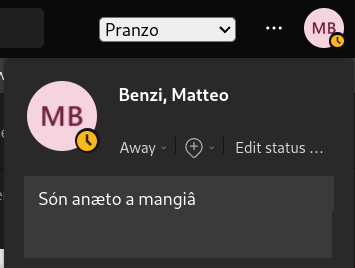 Pranzo
MB
Benzi, Matteo
MB
Away
Edit status ...
Són anæto a mangiâ